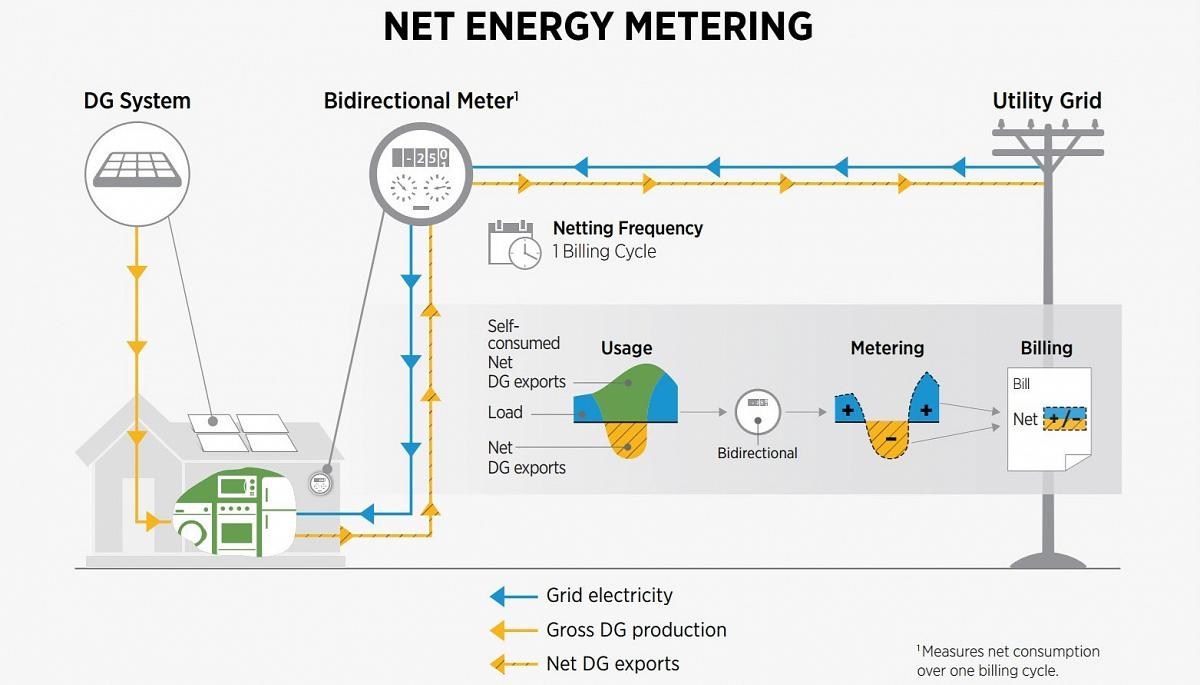 NET ENERGY METERING
DG System
Bidirectional Meter¹
Utility Grid
-250
1
Netting Frequency
1 Billing Cycle
Self-
consumed
Net
DG exports
Load
Net
DG exports
Usage
Bidirectional
Metering
+
+
-
Billing
Bill
Net +/-
Grid electricity
Gross DG production
Net DG exports
¹Measures net consumption
over one billing cycle.